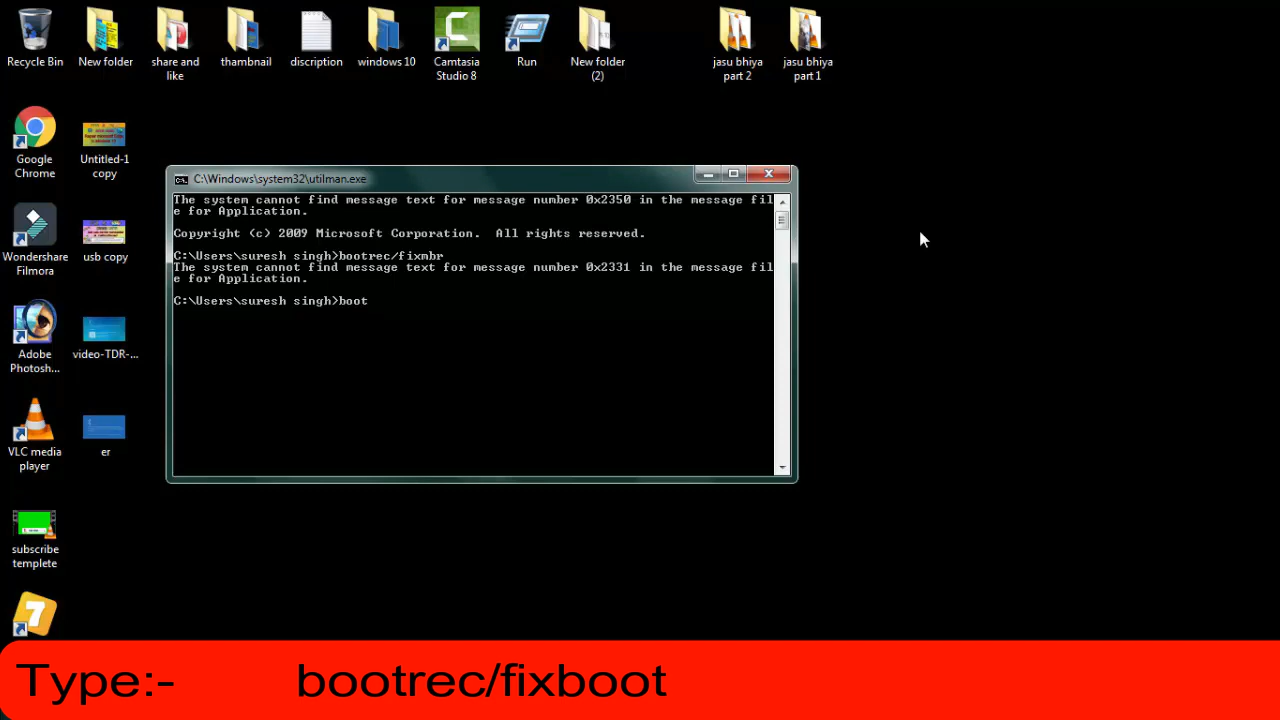 Recycle Bin
New folder
share and
like
thumbnail
discription
windows 10
Camtasia
Studio 8
Run
New folder
(2)
jasu bhiya
part 2
jasu bhiya
part 1
Google
Chrome
Untitled-1
copy
Wondershare
Filmora
usb copy
Adobe
Photosh...
video-TDR-...
VLC media
player
er
subscribe
templete
7
C:\Windows\system32\utilman.exe
The system cannot find message text for message number 0x2350 in the message fil
e for Application.
Copyright (c) 2009 Microsoft Corporation.  All rights reserved.
C:\Users\suresh singh>bootrec/fixmbr
The system cannot find message text for message number 0x2331 in the message fil
e for Application.
C:\Users\suresh singh>boot
Type:- bootrec/fixboot